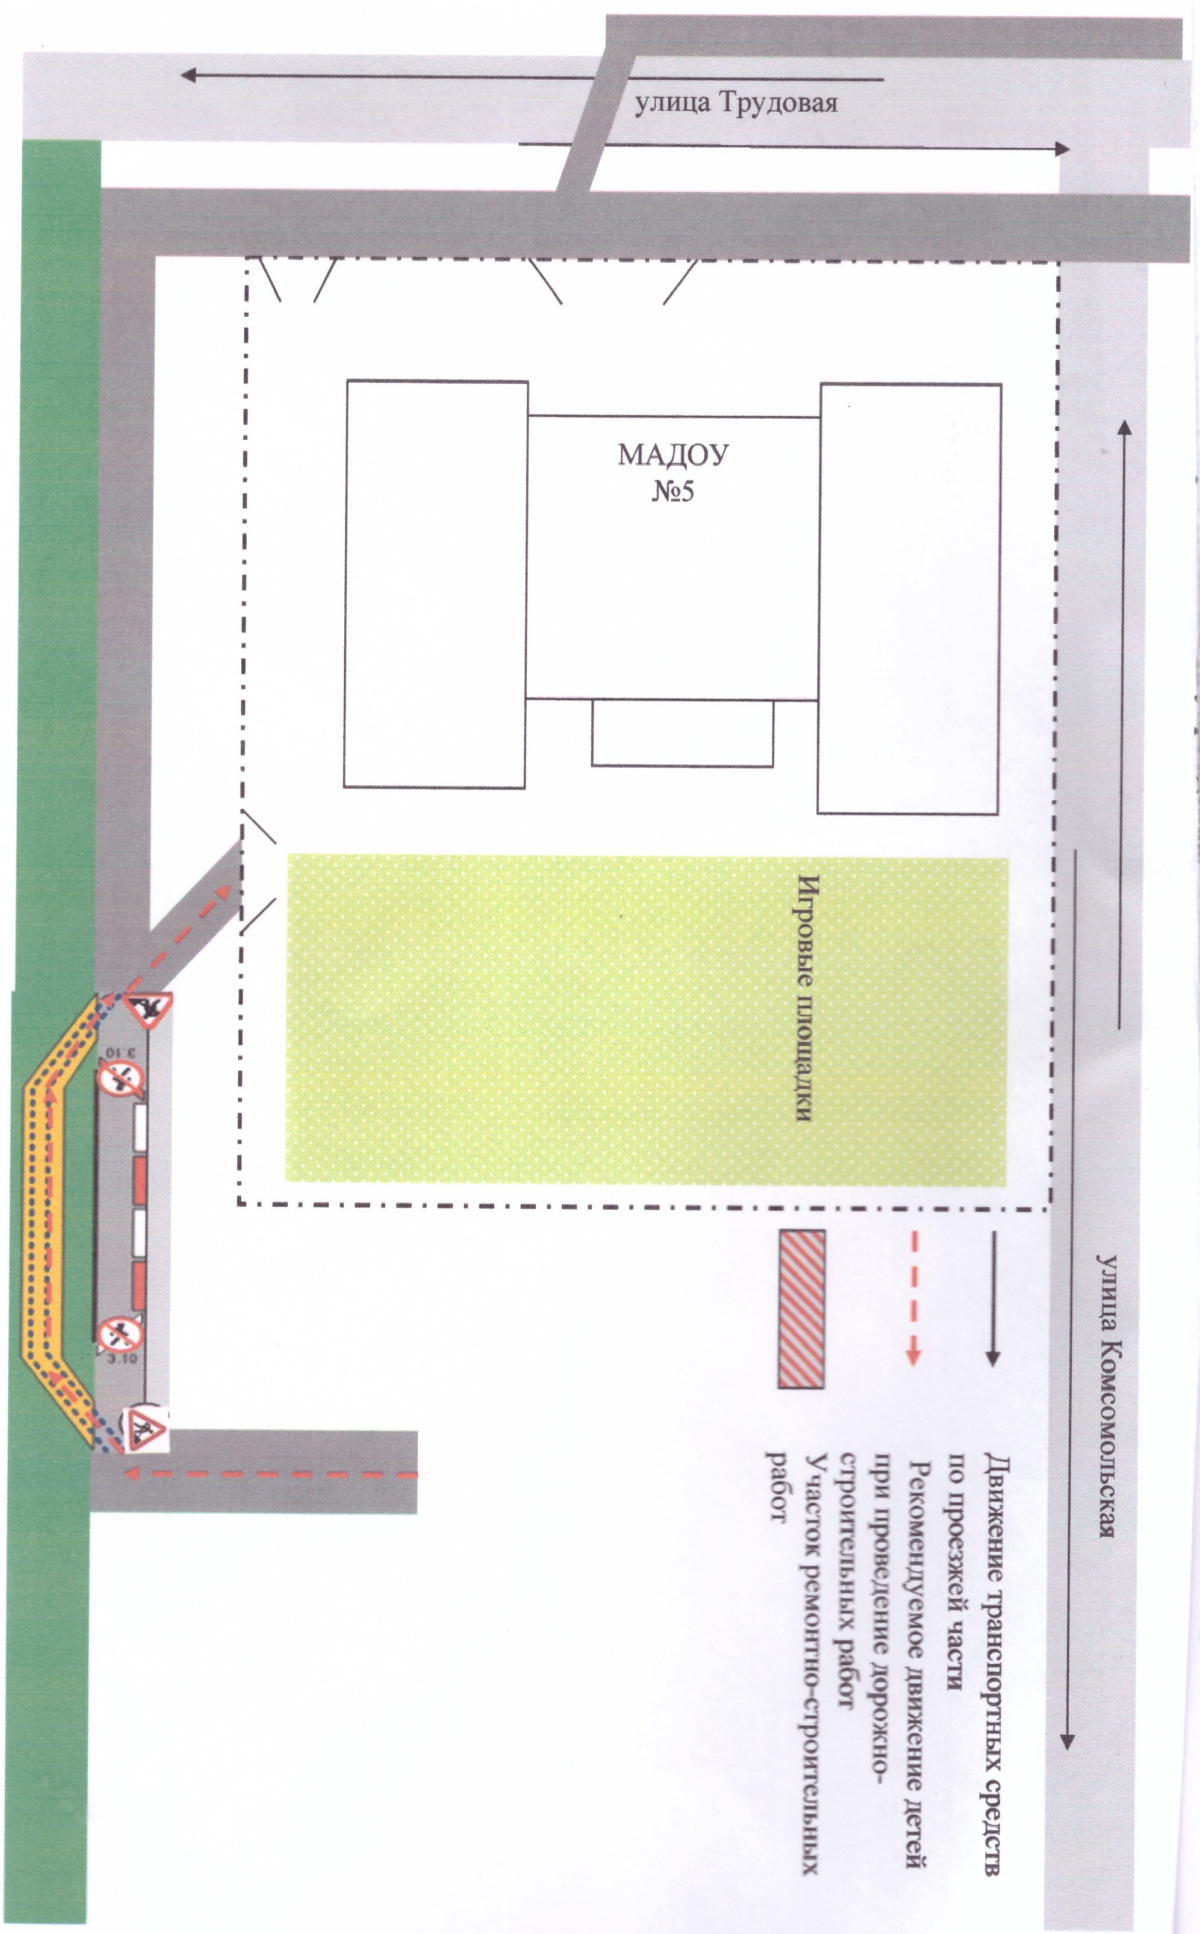 улица Трудовая
МАДОУ
№5
Игровые площадки
улица Комсомольская
Движение транспортных средств
по проезжей части
Рекомендуемое движение детей
при проведение дорожно-
строительных работ
Участок ремонтно-строительных
работ
3.10
3.10